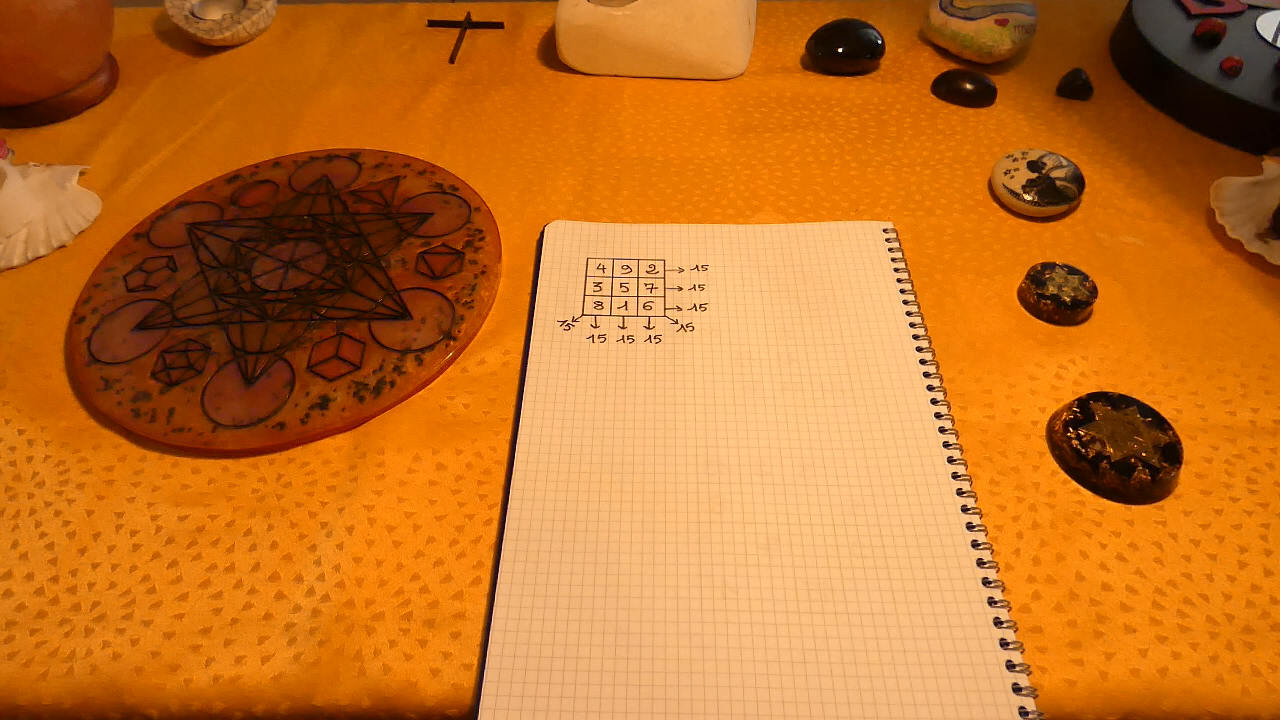 4 9 2 → 15
3 5 7 → 15
8 1 6 → 15
15 15
15 15 15